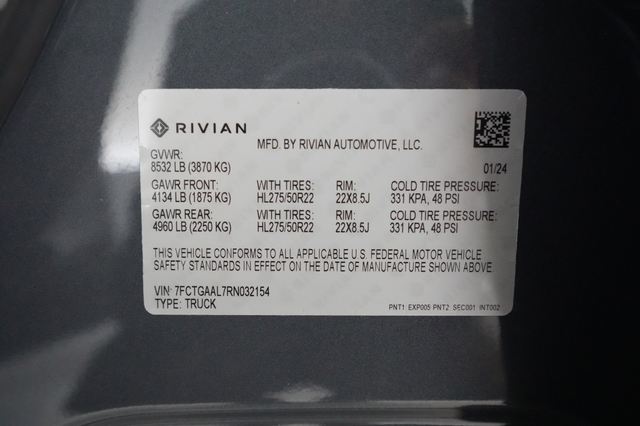 RIVIAN
MFD. BY RIVIAN AUTOMOTIVE, LLC.
GVWR:
8532 LB (3870 KG) 01/24
GAWR FRONT: WITH TIRES: RIM: COLD TIRE PRESSURE:
4134 LB (1875 KG) HL275/50R22 22X8.5J 331 KPA, 48 PSI
GAWR REAR: WITH TIRES: RIM: COLD TIRE PRESSURE:
4960 LB (2250 KG) HL275/50R22 22X8.5J 331 KPA, 48 PSI
THIS VEHICLE CONFORMS TO ALL APPLICABLE U.S. FEDERAL MOTOR VEHICLE
SAFETY STANDARDS IN EFFECT ON THE DATE OF MANUFACTURE SHOWN ABOVE.
VIN: 7FCTGAAL7RN032154
TYPE: TRUCK
PNT1 EXP005 PNT2 SEC001 INT002